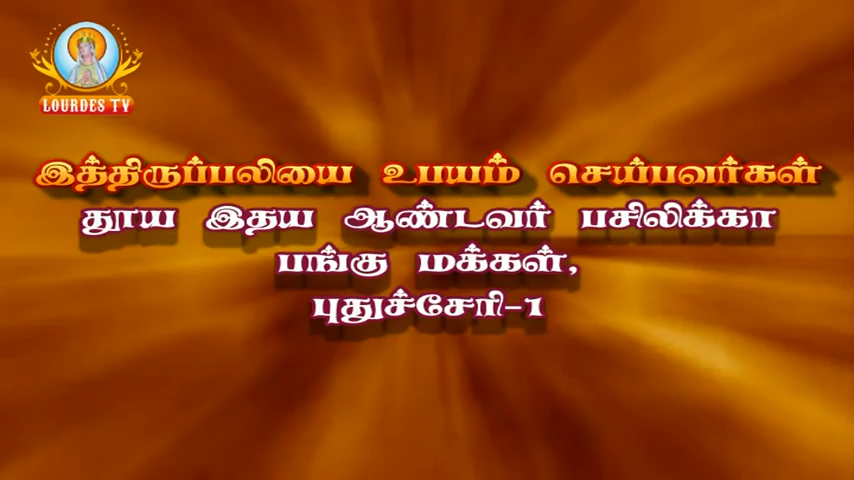 LOURDES TV
இத்திருப்பலியை உபயம் செய்பவர்கள்
தூய இதய ஆண்டவர் பசிலிக்கா
பங்கு மக்கள்,
புதுச்சேரி-1